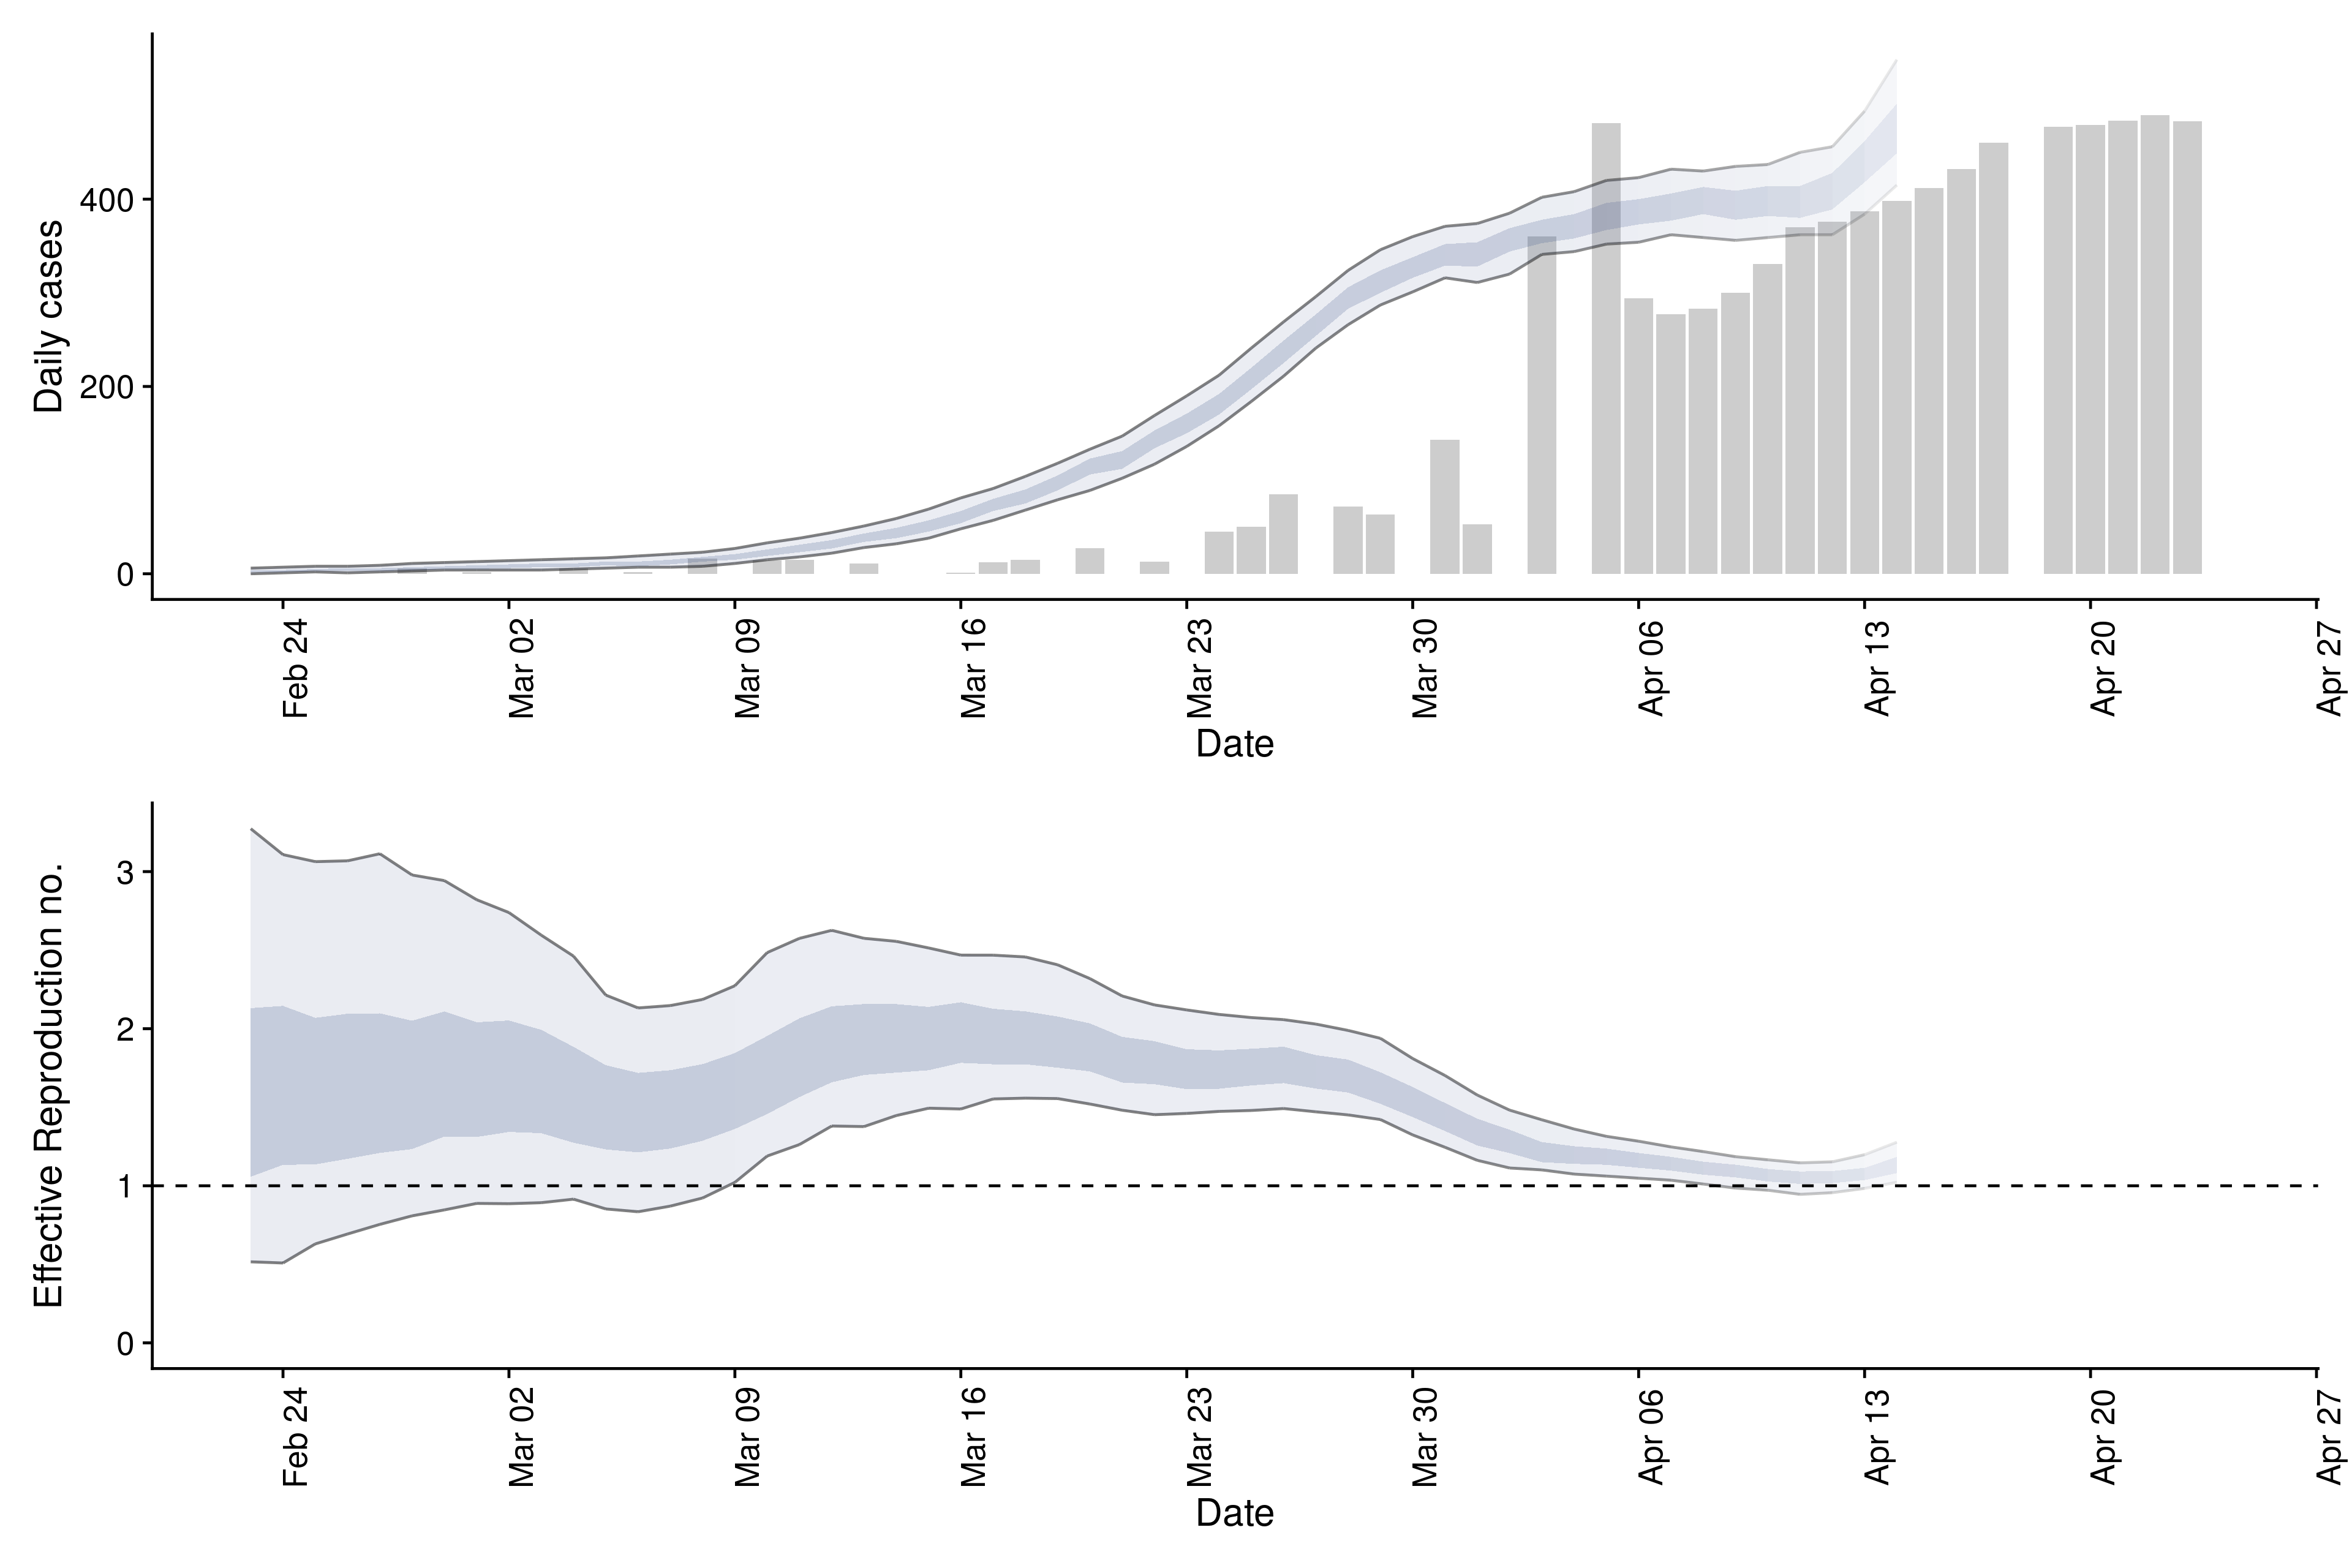 Daily cases
400
200
0
Feb 24
Mar 02
Mar 09
Mar 16
Mar 23
Mar 30
Apr 06
Apr 13
Apr 20
Apr 27
Date
Effective Reproduction no.
3
2
1
0
Feb 24
Mar 02
Mar 09
Mar 16
Mar 23
Mar 30
Apr 06
Apr 13
Apr 20
Apr 27
Date